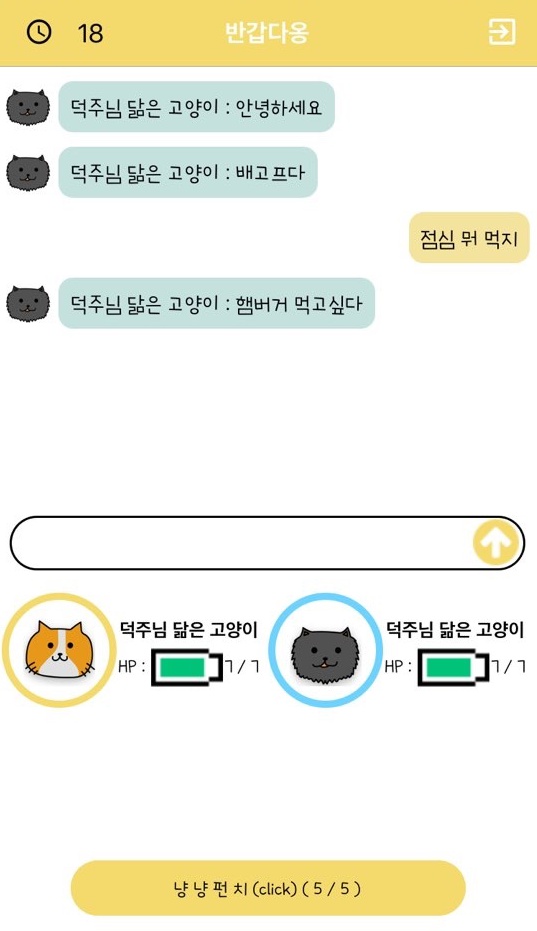 18
반갑다옹
덕주님 닮은 고양이 : 안녕하세요
덕주님 닮은 고양이 : 배고프다
점심 뭐 먹지
덕주님 닮은 고양이 : 햄버거 먹고싶다
덕주님 닮은 고양이
HP : 7 / 7
덕주님 닮은 고양이
HP : 7 / 7
냥 냥 펀 치 (click) ( 5 / 5 )